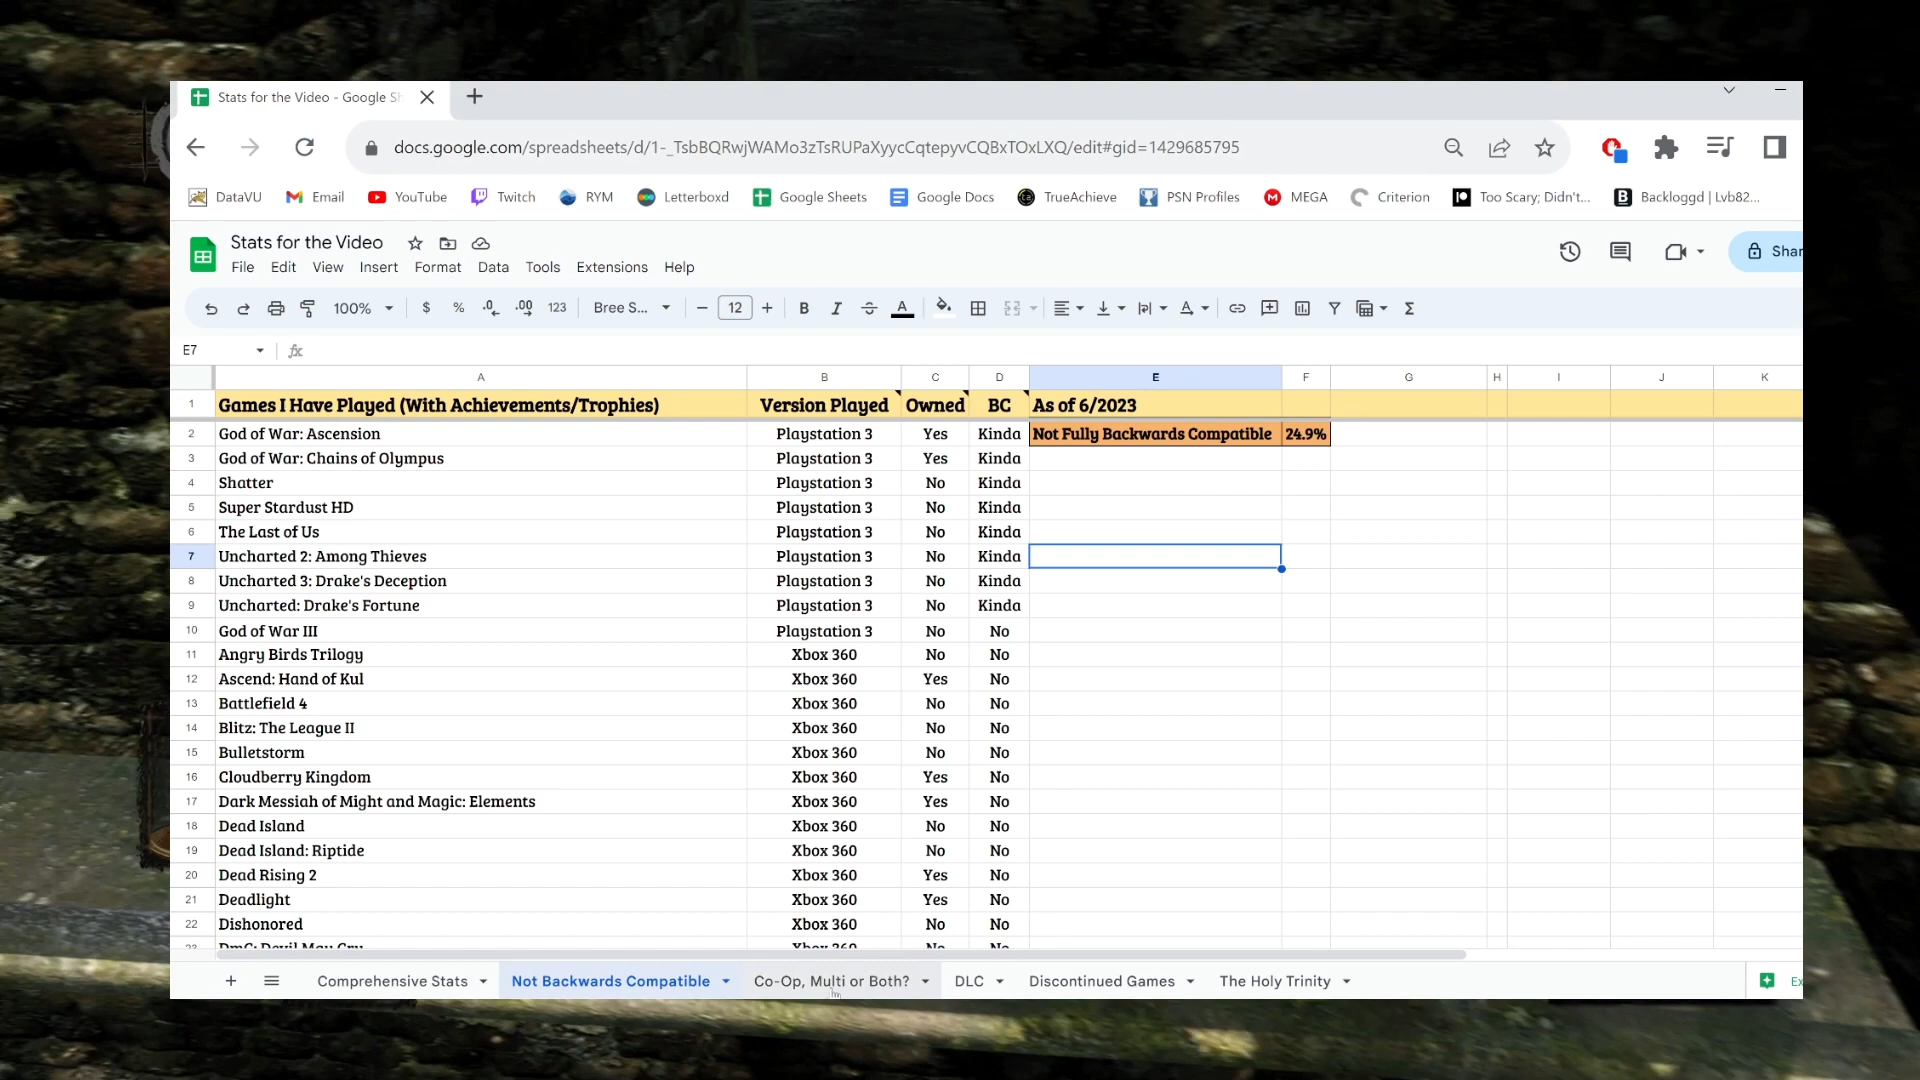 Stats for the Video - Google Sh
docs.google.com/spreadsheets/d/1-_TsbBQRwjWAMo3zTsRUPaXyycCqtepyvCQBxTOxLXQ/edit#gid=1429685795
DataVU Email YouTube Twitch RYM Letterboxd Google Sheets Google Docs TrueAchieve PSN Profiles MEGA Criterion Too Scary; Didn't... Backloggd | Lvb82...
Stats for the Video
Shar
File Edit View Insert Format Data Tools Extensions Help
100% $ % .0 .00 123 Bree S... 12 B I A
E7 fx
A B C D E F G H I J K
1 Games I Have Played (With Achievements/Trophies) Version Played Owned BC As of 6/2023
2 God of War: Ascension Playstation 3 Yes Kinda Not Fully Backwards Compatible 24.9%
3 God of War: Chains of Olympus Playstation 3 Yes Kinda
4 Shatter Playstation 3 No Kinda
5 Super Stardust HD Playstation 3 No Kinda
6 The Last of Us Playstation 3 No Kinda
7 Uncharted 2: Among Thieves Playstation 3 No Kinda
8 Uncharted 3: Drake's Deception Playstation 3 No Kinda
9 Uncharted: Drake's Fortune Playstation 3 No Kinda
10 God of War III Playstation 3 No No
11 Angry Birds Trilogy Xbox 360 No No
12 Ascend: Hand of Kul Xbox 360 Yes No
13 Battlefield 4 Xbox 360 No No
14 Blitz: The League II Xbox 360 No No
15 Bulletstorm Xbox 360 No No
16 Cloudberry Kingdom Xbox 360 Yes No
17 Dark Messiah of Might and Magic: Elements Xbox 360 Yes No
18 Dead Island Xbox 360 No No
19 Dead Island: Riptide Xbox 360 No No
20 Dead Rising 2 Xbox 360 Yes No
21 Deadlight Xbox 360 Yes No
22 Dishonored Xbox 360 No No
23 DmC: Devil May Cry Xbox 360 No No
Comprehensive Stats Not Backwards Compatible Co-Op, Multi or Both? DLC Discontinued Games The Holy Trinity Ex